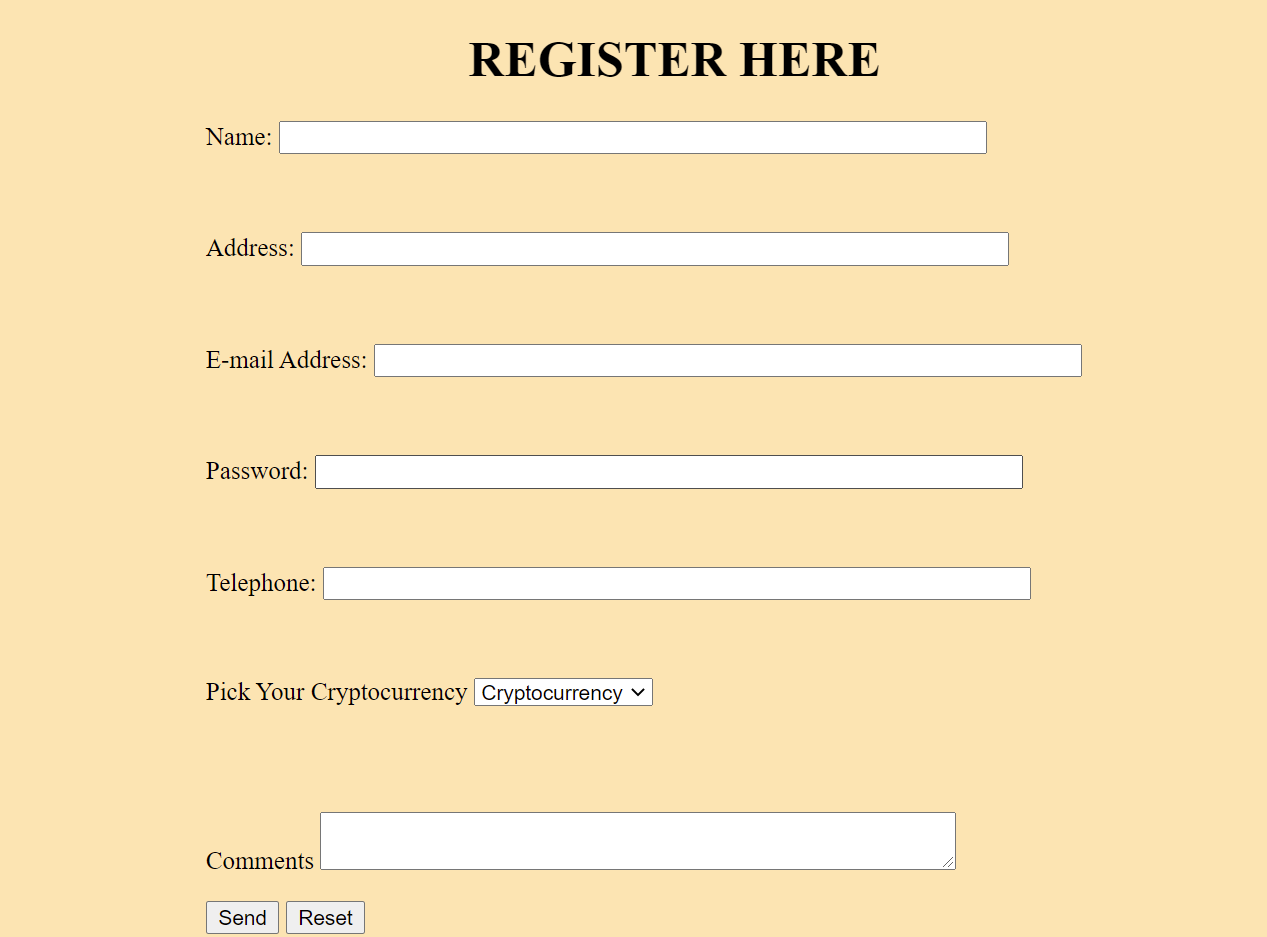 REGISTER HERE
Name:
Address:
E-mail Address:
Password:
Telephone:
Pick Your Cryptocurrency Cryptocurrency
Comments
Send Reset